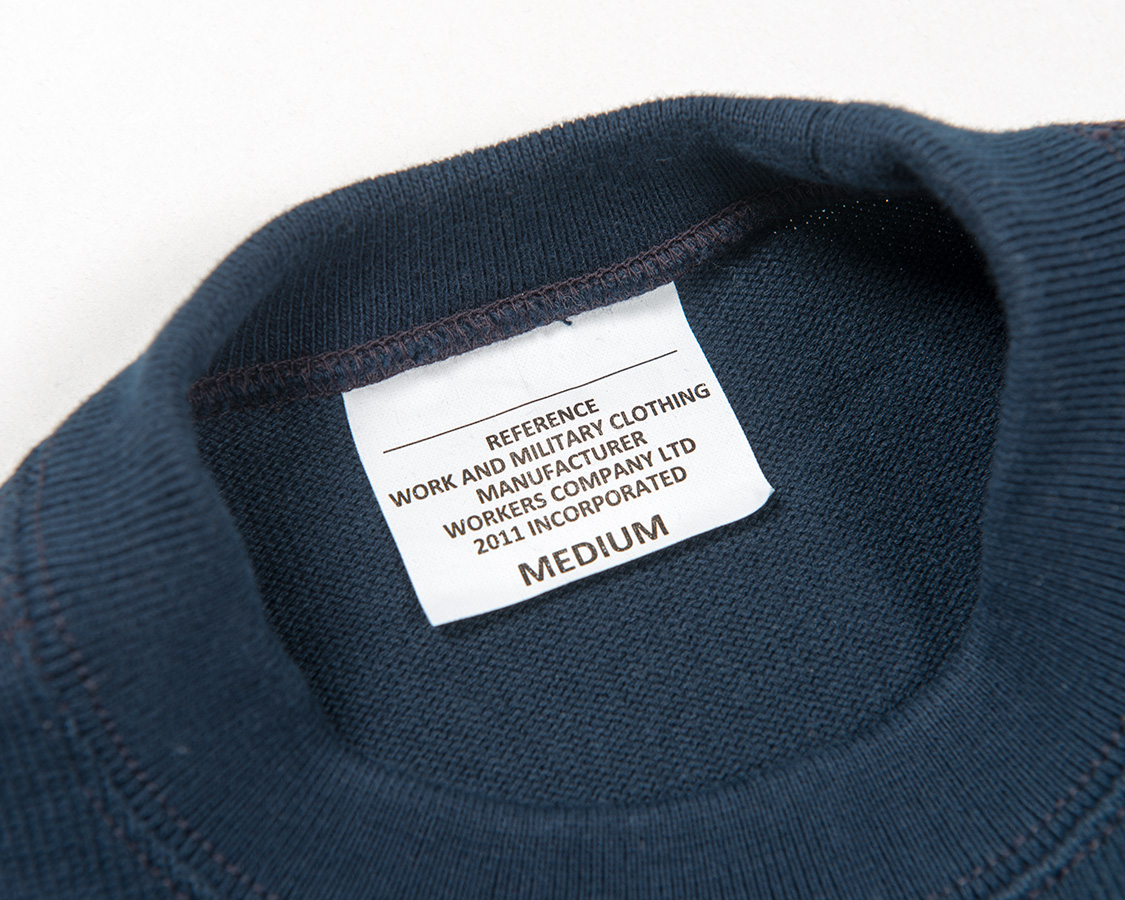 REFERENCE
WORK AND MILITARY CLOTHING
MANUFACTURER
WORKERS COMPANY LTD
2011 INCORPORATED
MEDIUM